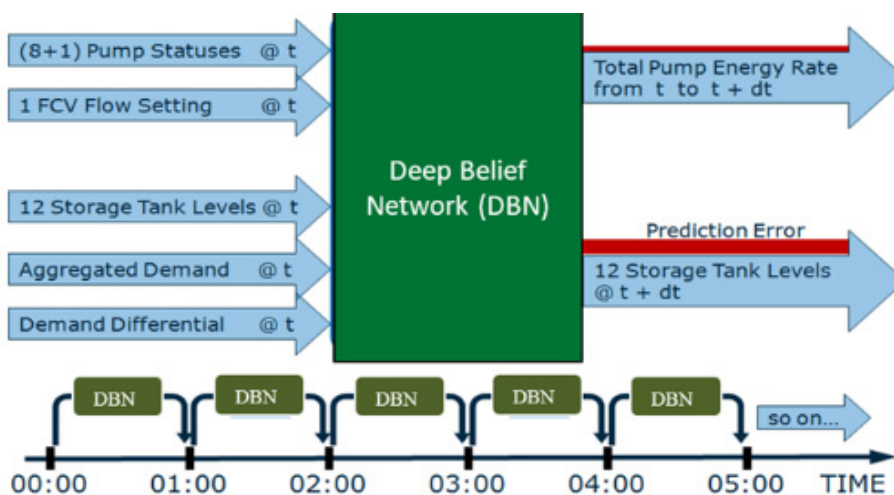 (8+1) Pump Statuses @ t
1 FCV Flow Setting @ t
12 Storage Tank Levels @ t
Aggregated Demand @ t
Demand Differential @ t
Deep Belief
Network (DBN)
Total Pump Energy Rate
from t to t + dt
Prediction Error
12 Storage Tank Levels
@ t + dt
DBN DBN DBN DBN DBN
so on...
00:00 01:00 02:00 03:00 04:00 05:00 TIME